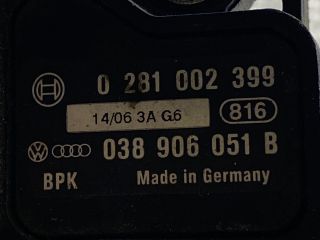 0 281 002 399
14/06 3A G6 816
038 906 051 B
BPK Made in Germany